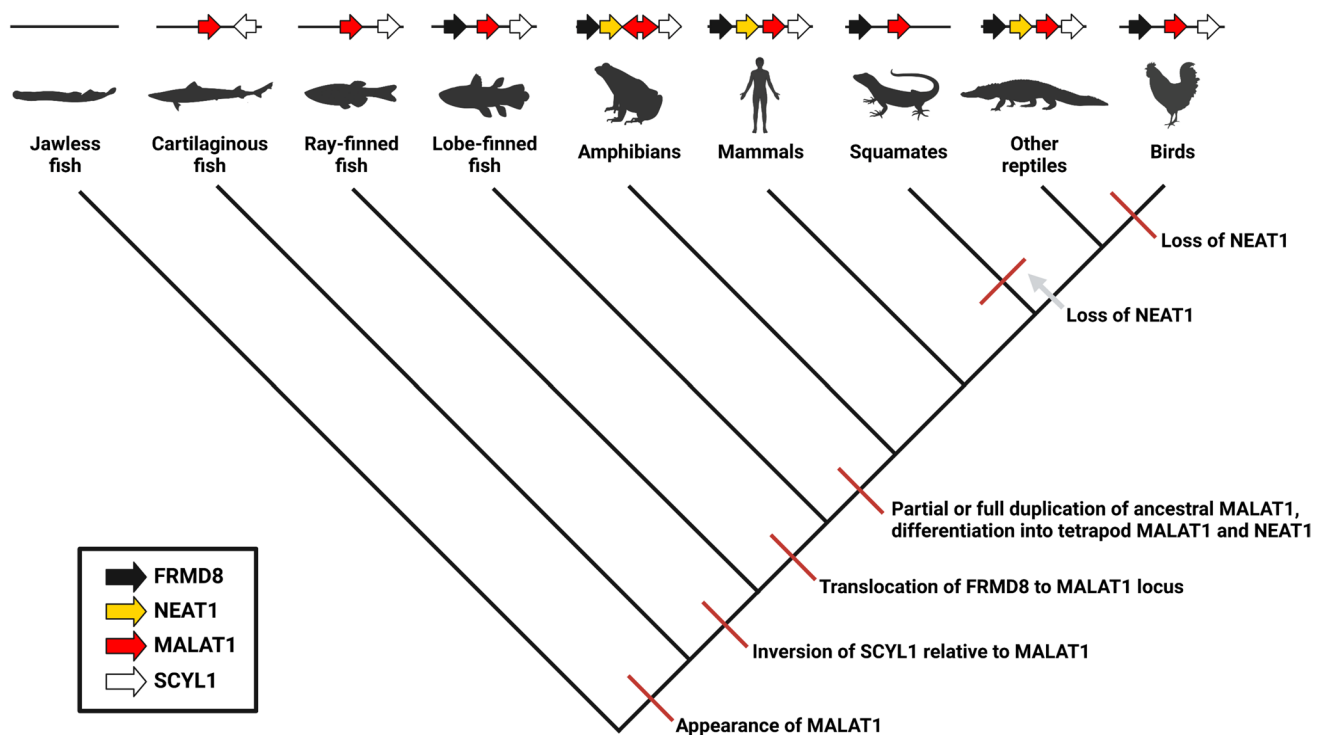 Jawless
fish
Cartilaginous
fish
Ray-finned
fish
Lobe-finned
fish
Amphibians
Mammals
Squamates
Other
reptiles
Birds
Loss of NEAT1
Loss of NEAT1
Partial or full duplication of ancestral MALAT1,
differentiation into tetrapod MALAT1 and NEAT1
Translocation of FRMD8 to MALAT1 locus
Inversion of SCYL1 relative to MALAT1
Appearance of MALAT1
FRMD8
NEAT1
MALAT1
SCYL1